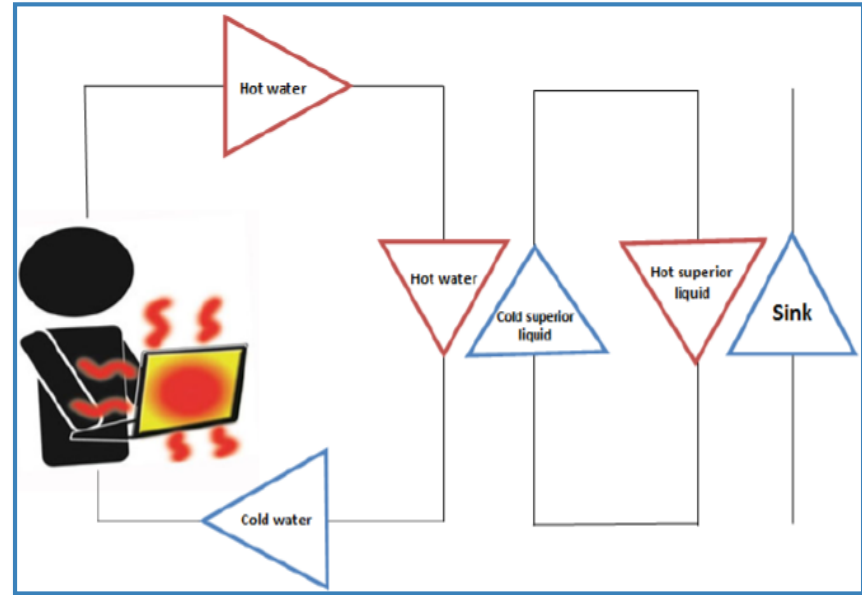 Hot water
Hot water
Cold superior
liquid
Hot superior
liquid
Sink
Cold water